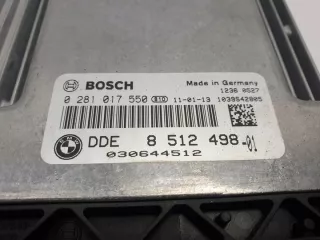 BOSCH Made in Germany
1236 0527
0 281 017 550 11-01-13 1039S42805
DDE 8 512 498-01
030644512